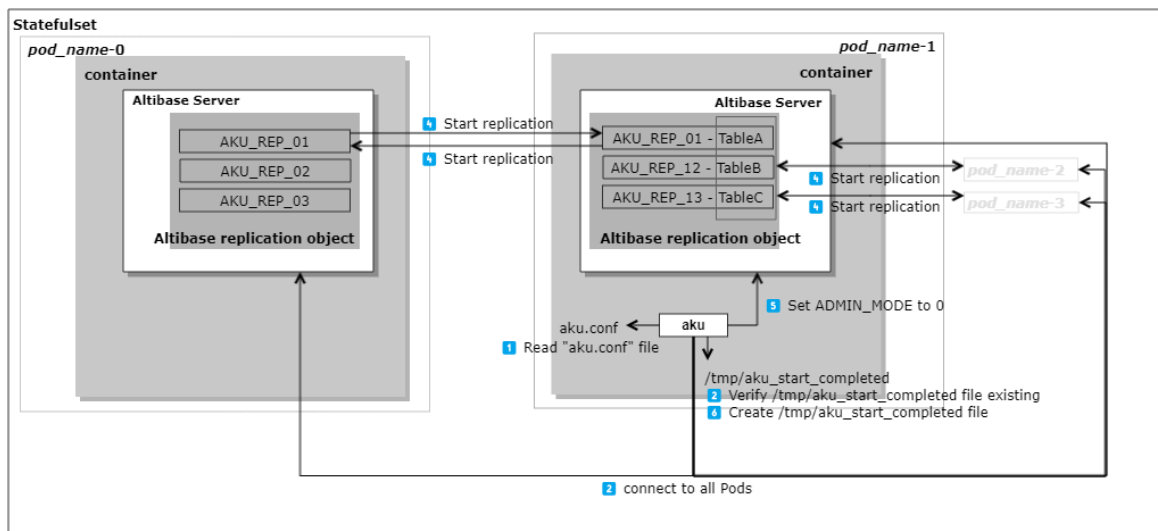 Statefulset
pod_name-0
container
Altibase Server
AKU_REP_01
AKU_REP_02
AKU_REP_03
Altibase replication object
4 Start replication
4 Start replication
pod_name-1
container
Altibase Server
AKU_REP_01 - TableA
AKU_REP_12 - TableB
AKU_REP_13 - TableC
Altibase replication object
4 Start replication
pod_name-2
4 Start replication
pod_name-3
5 Set ADMIN_MODE to 0
aku.conf
aku
1 Read "aku.conf" file
/tmp/aku_start_completed
2 Verify /tmp/aku_start_completed file existing
6 Create /tmp/aku_start_completed file
2 connect to all Pods